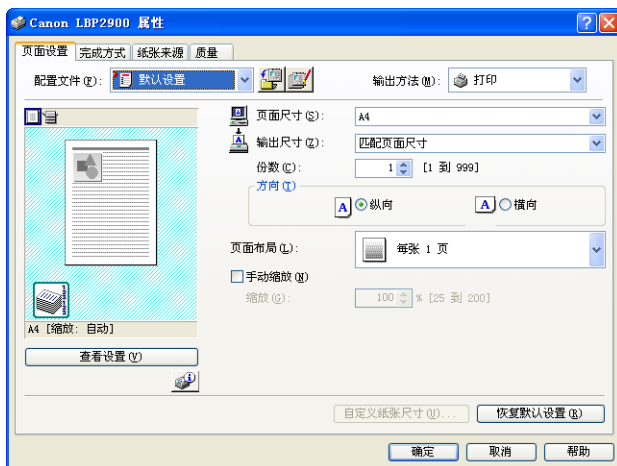 Canon LBP2900 属性
页面设置 完成方式 纸张来源 质量
配置文件(F): 默认设置 输出方法(M): 打印
页面尺寸(S): A4
输出尺寸(Z): 匹配页面尺寸
份数(C): 1 [1 到 999]
方向(T)
A 纵向 A 横向
页面布局(L): 每张 1 页
手动缩放(N)
缩放(G): 100 % [25 到 200]
A4 [缩放: 自动]
查看设置(V)
自定义纸张尺寸(U)... 恢复默认设置(R)
确定 取消 帮助